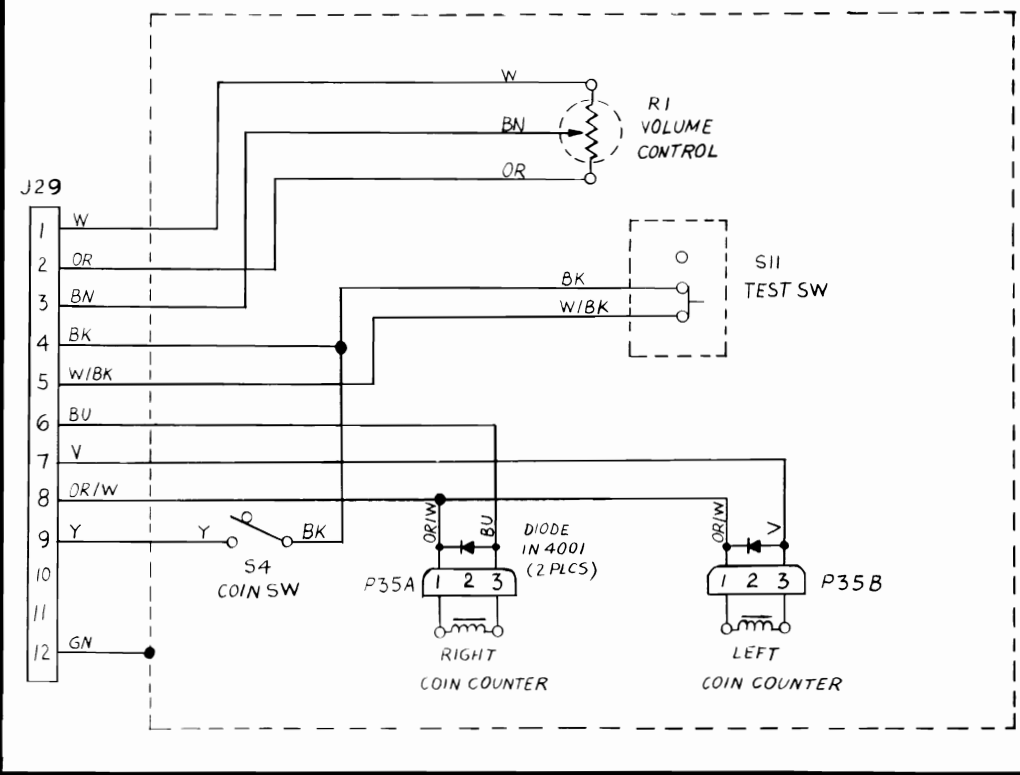 W
R1
VOLUME
CONTROL
BN
OR
J29
1 W
2 OR
3 BN
4 BK
5 W/BK
6 BU
7 V
8 OR/W
9 Y
10
11
12 GN
S11
TEST SW
BK
W/BK
Y
BK
S4
COIN SW
OR/W
BU
DIODE
IN 4001
(2 PLCS)
OR/W
V
P35A
1 2 3
1 2 3
P35B
RIGHT
COIN COUNTER
LEFT
COIN COUNTER